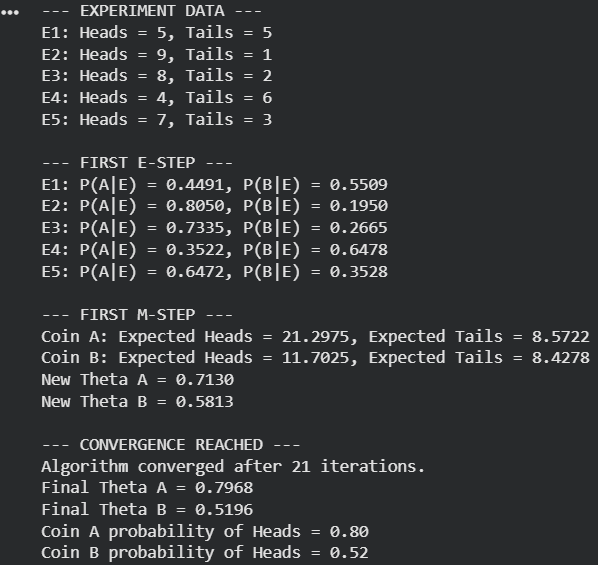 ••• --- EXPERIMENT DATA ---
E1: Heads = 5, Tails = 5
E2: Heads = 9, Tails = 1
E3: Heads = 8, Tails = 2
E4: Heads = 4, Tails = 6
E5: Heads = 7, Tails = 3
--- FIRST E-STEP ---
E1: P(A|E) = 0.4491, P(B|E) = 0.5509
E2: P(A|E) = 0.8050, P(B|E) = 0.1950
E3: P(A|E) = 0.7335, P(B|E) = 0.2665
E4: P(A|E) = 0.3522, P(B|E) = 0.6478
E5: P(A|E) = 0.6472, P(B|E) = 0.3528
--- FIRST M-STEP ---
Coin A: Expected Heads = 21.2975, Expected Tails = 8.5722
Coin B: Expected Heads = 11.7025, Expected Tails = 8.4278
New Theta A = 0.7130
New Theta B = 0.5813
--- CONVERGENCE REACHED ---
Algorithm converged after 21 iterations.
Final Theta A = 0.7968
Final Theta B = 0.5196
Coin A probability of Heads = 0.80
Coin B probability of Heads = 0.52